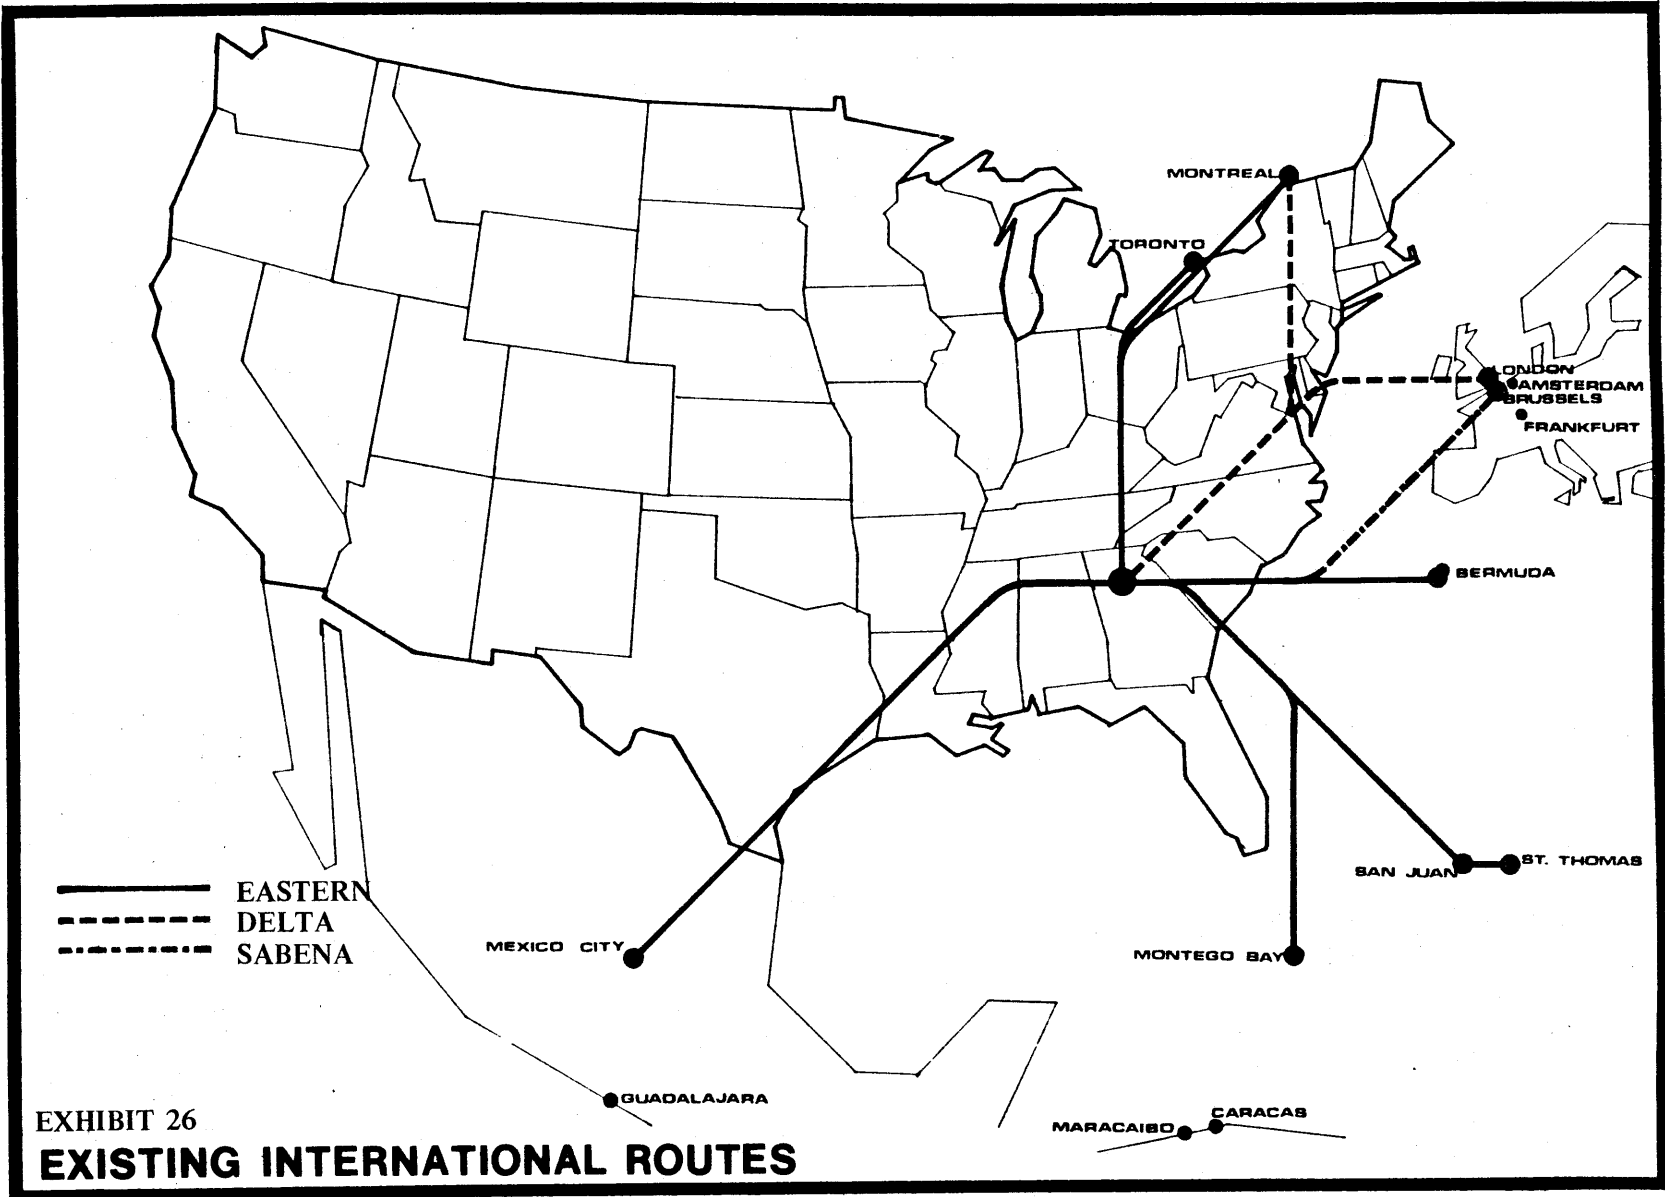 MONTREAL
TORONTO
LONDON
AMSTERDAM
BRUSSELS
FRANKFURT
BERMUDA
ST. THOMAS
SAN JUAN
EASTERN
DELTA
SABENA
MEXICO CITY
MONTEGO BAY
GUADALAJARA
CARACAS
MARACAIBO
EXHIBIT 26
EXISTING INTERNATIONAL ROUTES